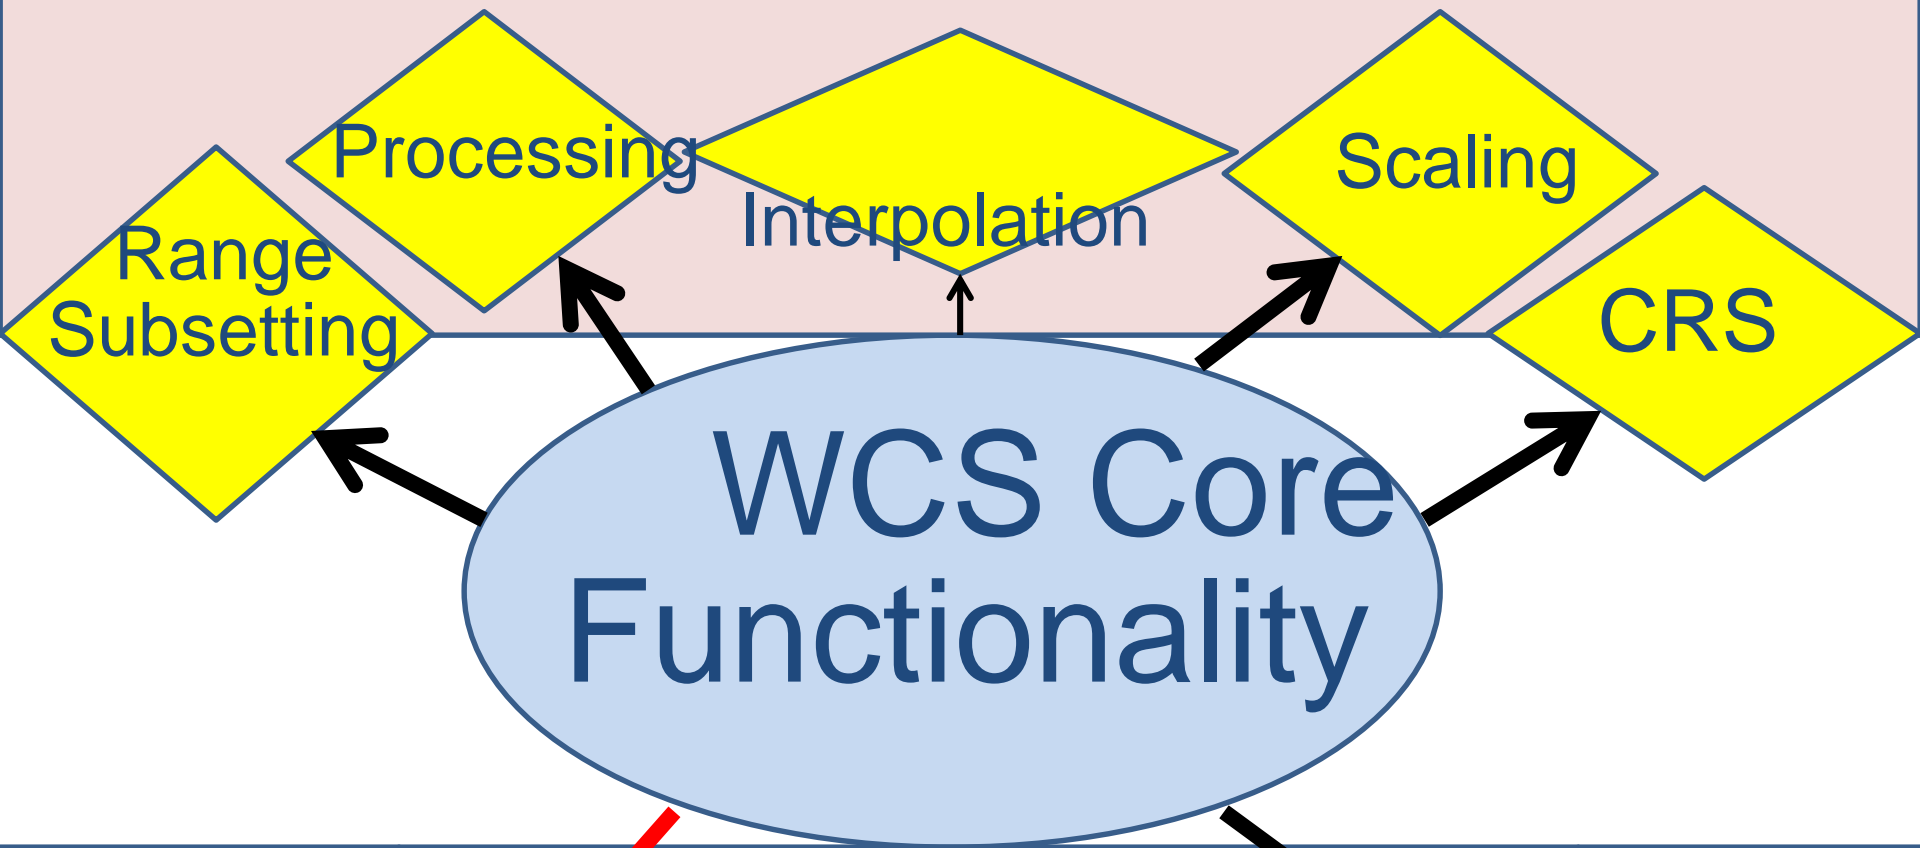 Processing
Interpolation
Scaling
Range
Subsetting
CRS
WCS Core
Functionality